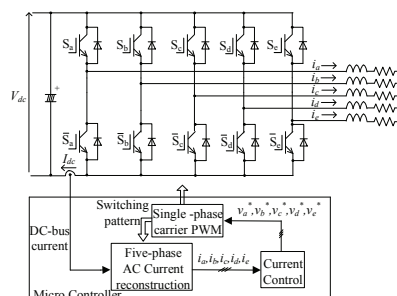 S_a S_b S_c S_d S_e
i_a
i_b
i_c
i_d
i_e
V_dc
+
S̅_a S̅_b S̅_c S̅_d S̅_e
I_dc
Switching pattern
v_a*,v_b*,v_c*,v_d*,v_e*
Single -phase
carrier PWM
DC-bus
current
Five-phase
AC Current
reconstruction
i_a,i_b,i_c,i_d,i_e
Current
Control
Micro Controller